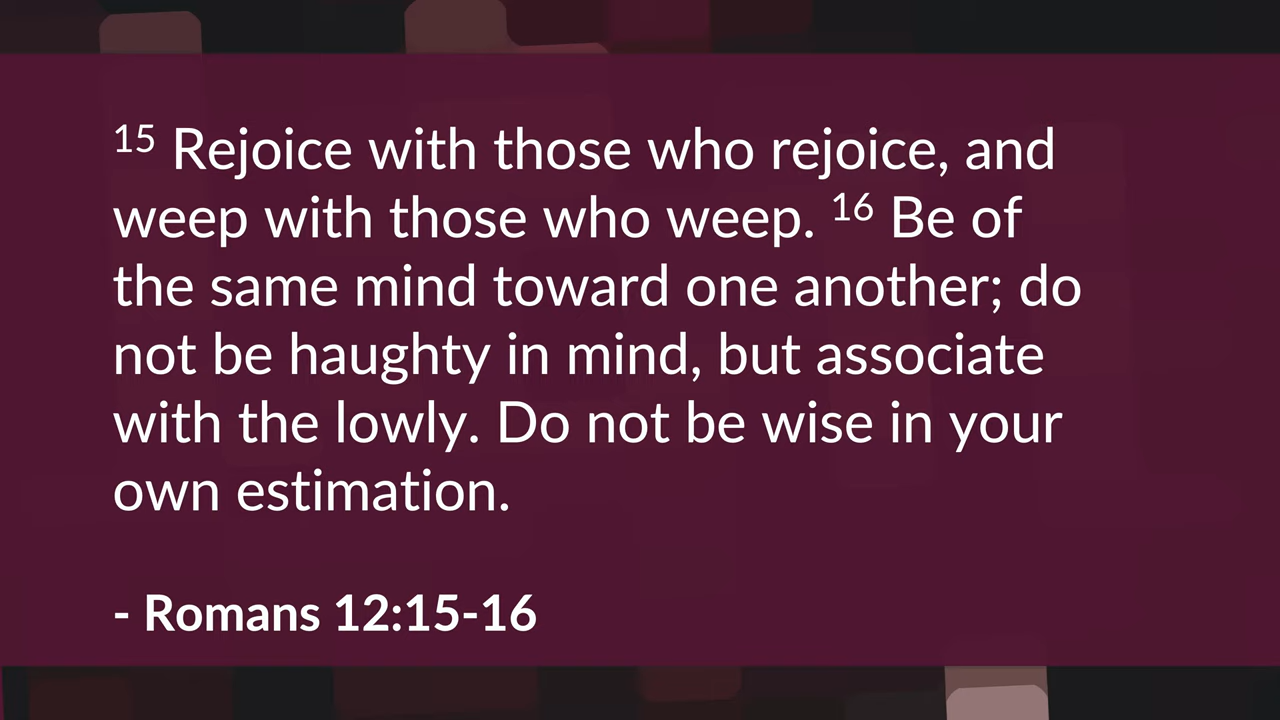 15 Rejoice with those who rejoice, and
weep with those who weep. 16 Be of
the same mind toward one another; do
not be haughty in mind, but associate
with the lowly. Do not be wise in your
own estimation.
- Romans 12:15-16